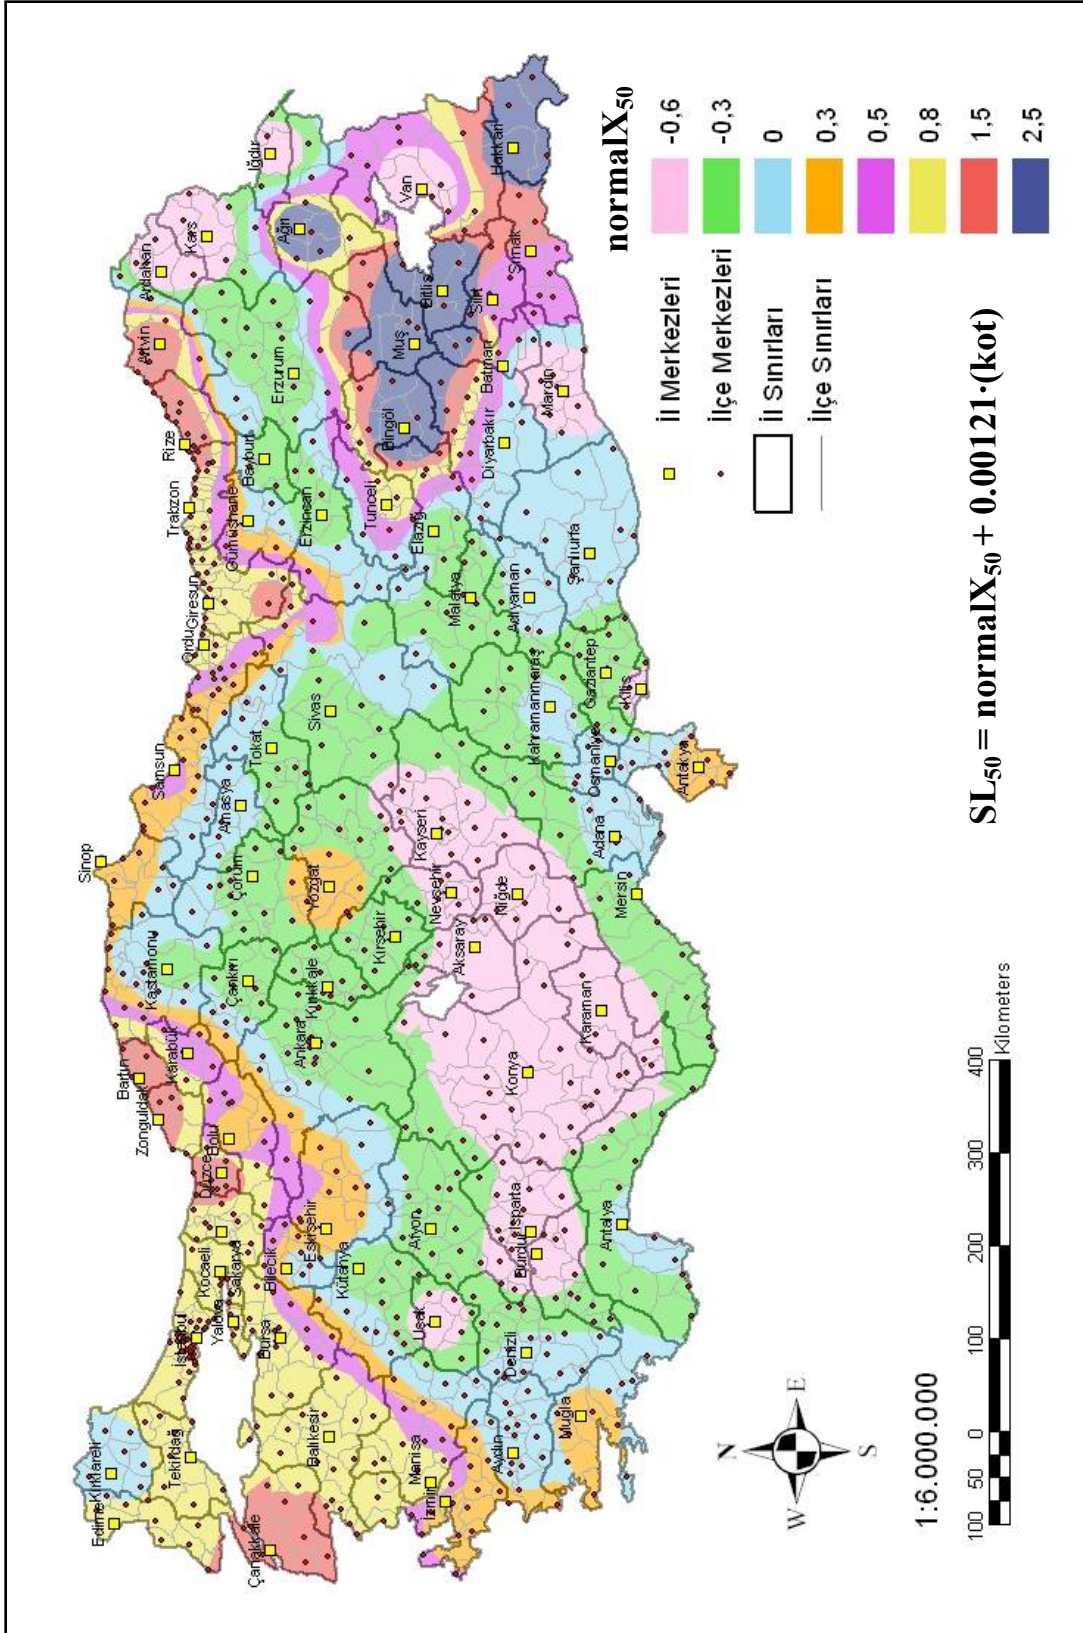 Edirne
Kırklareli
Tekirdağ
Çanakkale
Balıkesir
Manisa
İzmir
Aydın
Muğla
İstanbul
Yalova
Kocaeli
Sakarya
Bursa
Bilecik
Eskişehir
Kütahya
Uşak
Denizli
Afyon
Burdur
Isparta
Antalya
Düzce
Bolu
Zonguldak
Bartın
Karabük
Kastamonu
Çankırı
Ankara
Kırıkkale
Konya
Karaman
Sinop
Çorum
Yozgat
Kırşehir
Aksaray
Nevşehir
Niğde
Kayseri
Mersin
Adana
Samsun
Amasya
Tokat
Sivas
Osmaniye
Antakya
Kahramanmaraş
Gaziantep
Kilis
Ordu
Giresun
Trabzon
Gümüşhane
Bayburt
Rize
Artvin
Ardahan
Kars
Iğdır
Erzincan
Erzurum
Ağrı
Tunceli
Elazığ
Malatya
Adıyaman
Şanlıurfa
Bingöl
Muş
Bitlis
Van
Hakkari
Diyarbakır
Batman
Siirt
Şırnak
Mardin
normalX50
-0,6
-0,3
0
0,3
0,5
0,8
1,5
2,5
İl Merkezleri
İlçe Merkezleri
İl Sınırları
İlçe Sınırları
SL50 = normalX50 + 0.00121·(kot)
N
W E
S
1:6.000.000
100 50 0 100 200 300 400
Kilometers